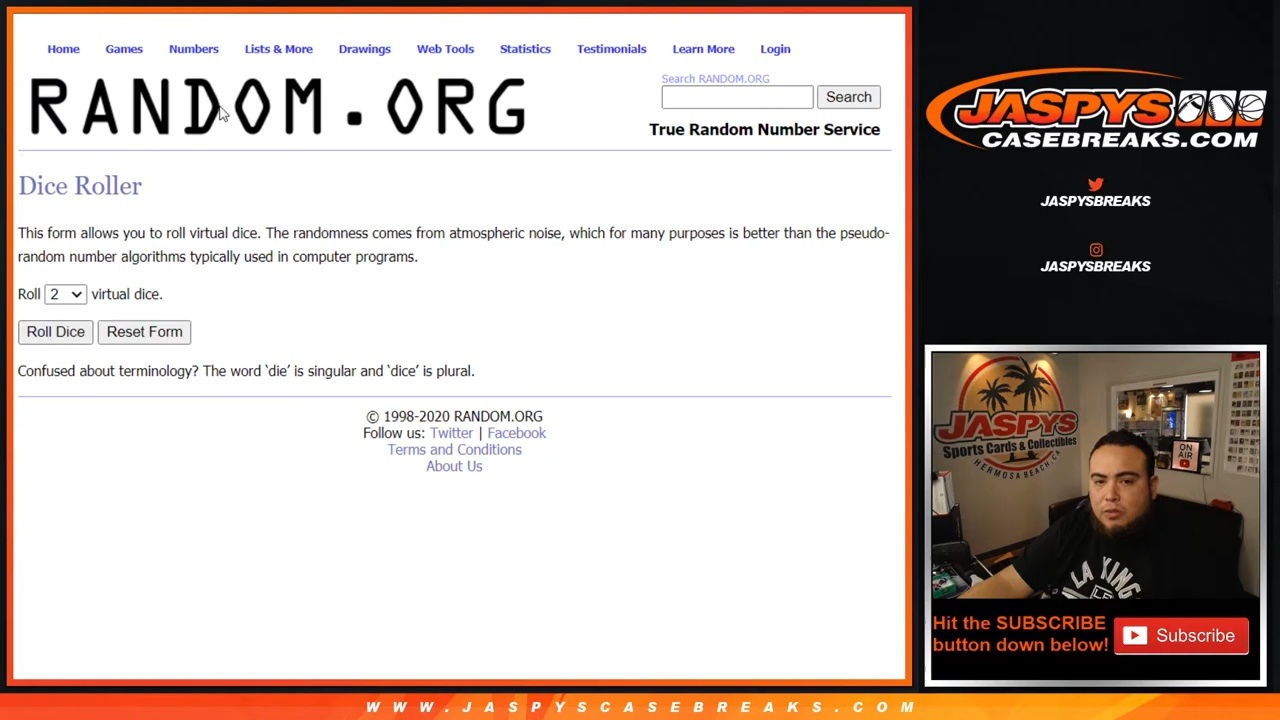 Home Games Numbers Lists & More Drawings Web Tools Statistics Testimonials Learn More Login
RANDOM.ORG
Search RANDOM.ORG
Search
True Random Number Service
Dice Roller
This form allows you to roll virtual dice. The randomness comes from atmospheric noise, which for many purposes is better than the pseudo-
random number algorithms typically used in computer programs.
Roll 2 virtual dice.
Roll Dice Reset Form
Confused about terminology? The word ‘die’ is singular and ‘dice’ is plural.
© 1998-2020 RANDOM.ORG
Follow us: Twitter | Facebook
Terms and Conditions
About Us
JASPYS
CASEBREAKS.COM
JASPYSBREAKS
JASPYSBREAKS
JASPYS
Sports Cards & Collectibles
HERMOSA BEACH, CA
ON
AIR
LA KINGS
Hit the SUBSCRIBE
button down below!
Subscribe
WWW.JASPYSCASEBREAKS.COM